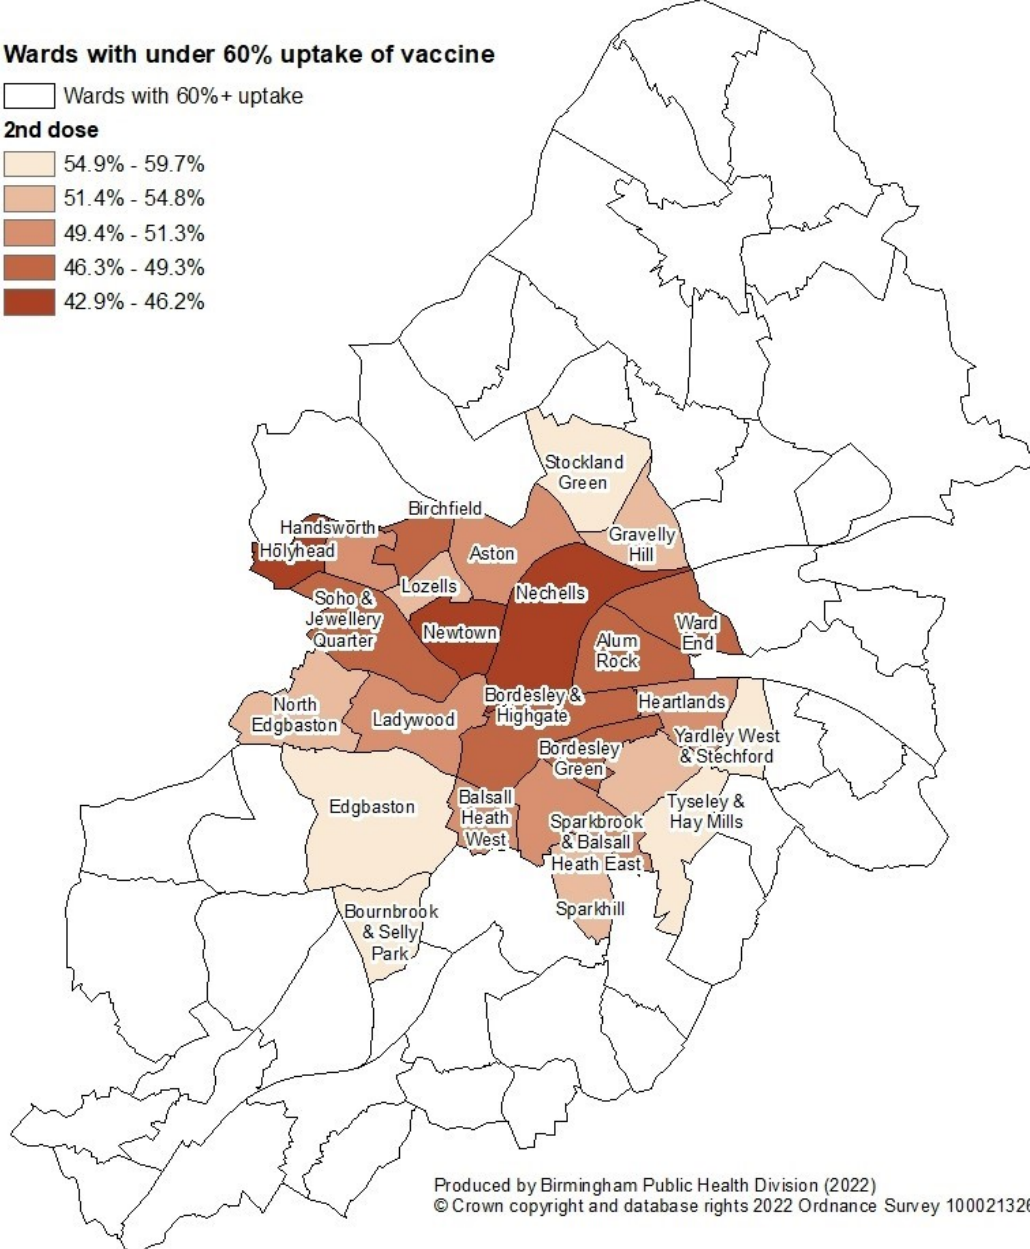 Wards with under 60% uptake of vaccine
Wards with 60%+ uptake
2nd dose
54.9% - 59.7%
51.4% - 54.8%
49.4% - 51.3%
46.3% - 49.3%
42.9% - 46.2%
Stockland
Green
Birchfield
Handsworth
Holyhead
Aston
Gravelly
Hill
Lozells
Nechells
Soho &
Jewellery
Quarter
Newtown
Alum
Rock
Ward
End
North
Edgbaston
Ladywood
Bordesley &
Highgate
Heartlands
Bordesley
Green
Yardley West
& Stechford
Edgbaston
Balsall
Heath
West
Sparkbrook
& Balsall
Heath East
Tyseley &
Hay Mills
Bournbrook
& Selly
Park
Sparkhill
Produced by Birmingham Public Health Division (2022)
© Crown copyright and database rights 2022 Ordnance Survey 100021326